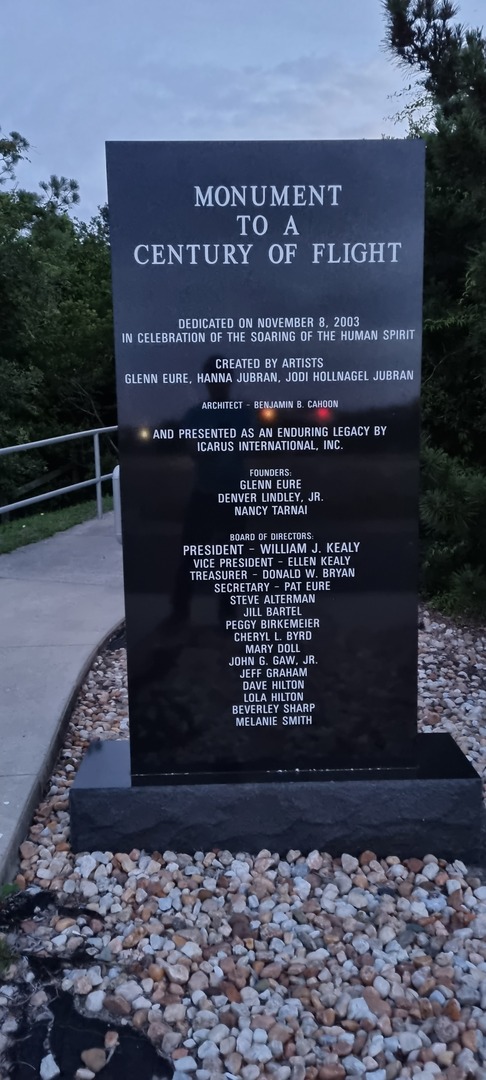 MONUMENT
TO A
CENTURY OF FLIGHT
DEDICATED ON NOVEMBER 8, 2003
IN CELEBRATION OF THE SOARING OF THE HUMAN SPIRIT
CREATED BY ARTISTS
GLENN EURE, HANNA JUBRAN, JODI HOLLNAGEL JUBRAN
ARCHITECT - BENJAMIN B. CAHOON
AND PRESENTED AS AN ENDURING LEGACY BY
ICARUS INTERNATIONAL, INC.
FOUNDERS:
GLENN EURE
DENVER LINDLEY, JR.
NANCY TARNAI
BOARD OF DIRECTORS:
PRESIDENT - WILLIAM J. KEALY
VICE PRESIDENT - ELLEN KEALY
TREASURER - DONALD W. BRYAN
SECRETARY - PAT EURE
STEVE ALTERMAN
JILL BARTEL
PEGGY BIRKEMEIER
CHERYL L. BYRD
MARY DOLL
JOHN G. GAW, JR.
JEFF GRAHAM
DAVE HILTON
LOLA HILTON
BEVERLEY SHARP
MELANIE SMITH